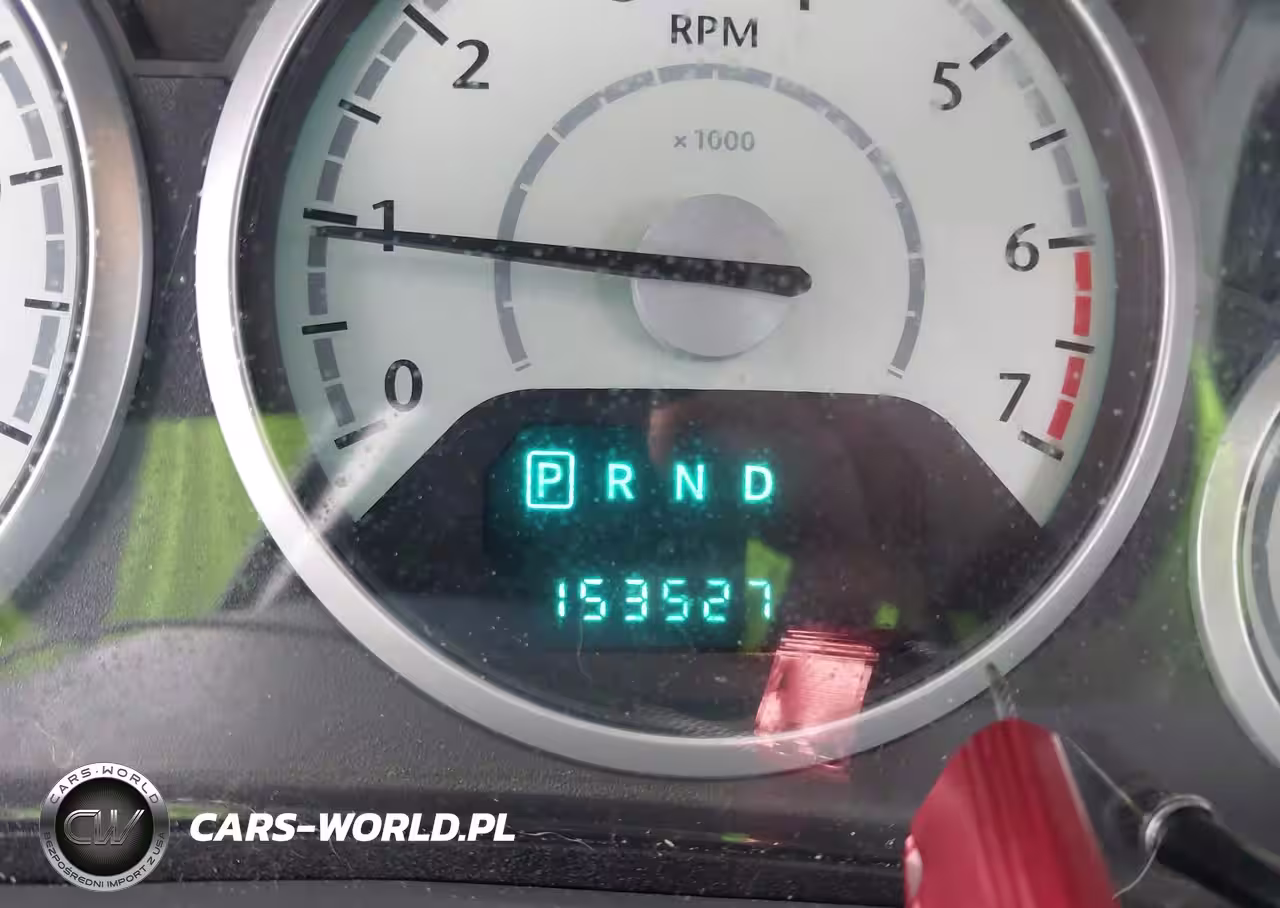 RPM
x 1000
0
1
2
5
6
7
P R N D
153527
CARS-WORLD
CW
BEZPOŚREDNI IMPORT Z USA
CARS-WORLD.PL